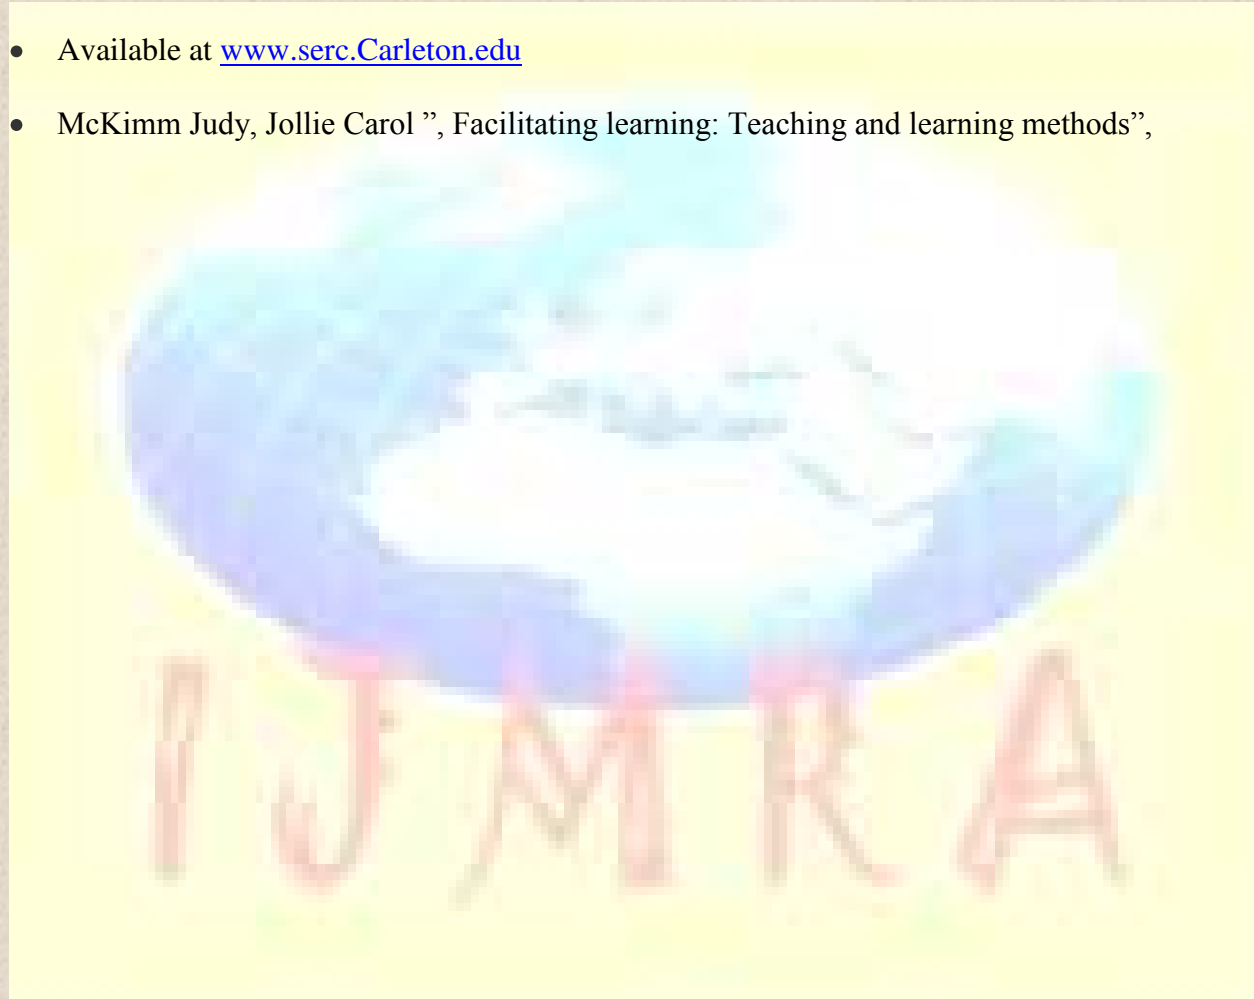 • Available at www.serc.Carleton.edu
• McKimm Judy, Jollie Carol ”, Facilitating learning: Teaching and learning methods”,
IJMRA